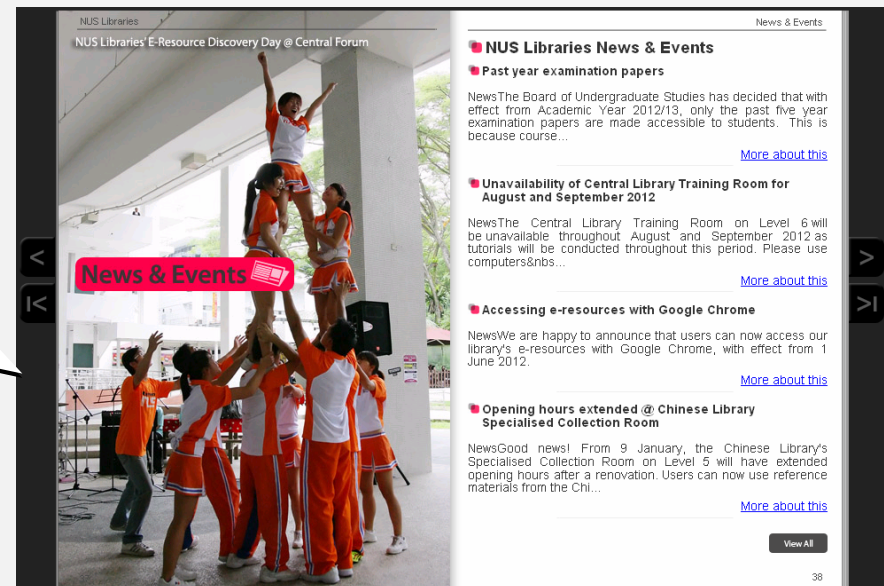 NUS Libraries
NUS Libraries' E-Resource Discovery Day @ Central Forum
News & Events
News & Events
NUS Libraries News & Events
Past year examination papers
NewsThe Board of Undergraduate Studies has decided that with
effect from Academic Year 2012/13, only the past five year
examination papers are made accessible to students. This is
because course...
More about this
Unavailability of Central Library Training Room for
August and September 2012
NewsThe Central Library Training Room on Level 6 will
be unavailable throughout August and September 2012 as
tutorials will be conducted throughout this period. Please use
computers&nbs...
More about this
Accessing e-resources with Google Chrome
NewsWe are happy to announce that users can now access our
library's e-resources with Google Chrome, with effect from 1
June 2012.
More about this
Opening hours extended @ Chinese Library
Specialised Collection Room
NewsGood news! From 9 January, the Chinese Library's
Specialised Collection Room on Level 5 will have extended
opening hours after a renovation. Users can now use reference
materials from the Chi...
More about this
View All
38